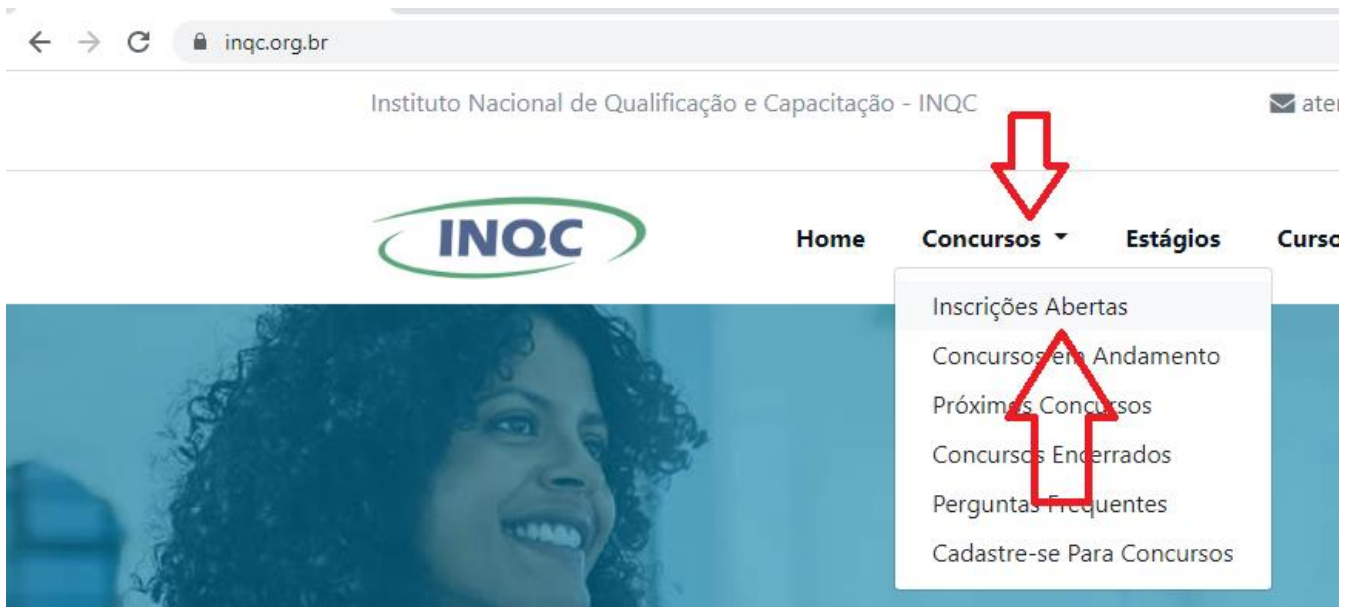 inqc.org.br
Instituto Nacional de Qualificação e Capacitação - INQC
INQC
Home Concursos Estágios
Inscrições Abertas
Concursos em Andamento
Próximos Concursos
Concursos Encerrados
Perguntas Frequentes
Cadastre-se Para Concursos